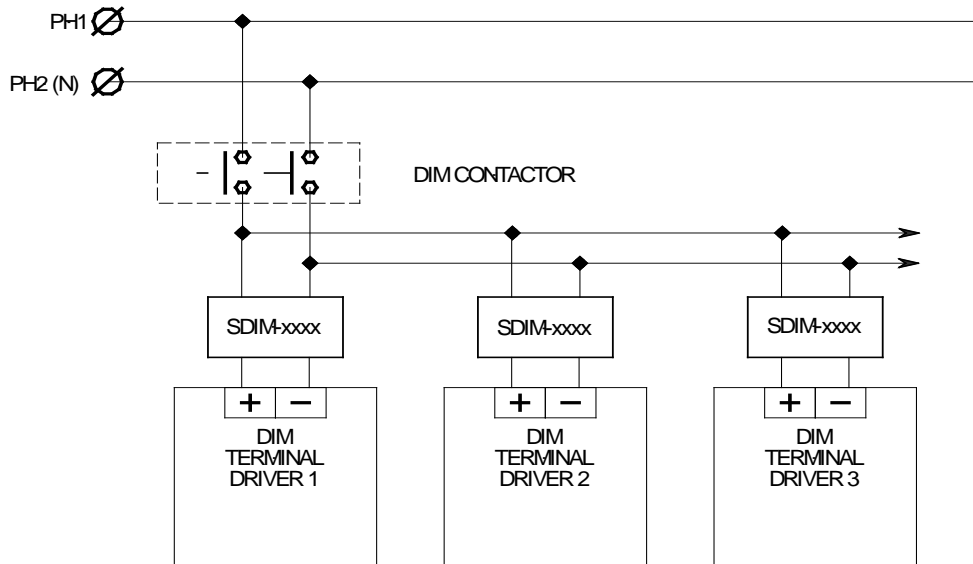 PH1
PH2 (N)
DIM CONTACTOR
SDIM-xxxx
SDIM-xxxx
SDIM-xxxx
+ −
+ −
+ −
DIM
TERMINAL
DRIVER 1
DIM
TERMINAL
DRIVER 2
DIM
TERMINAL
DRIVER 3